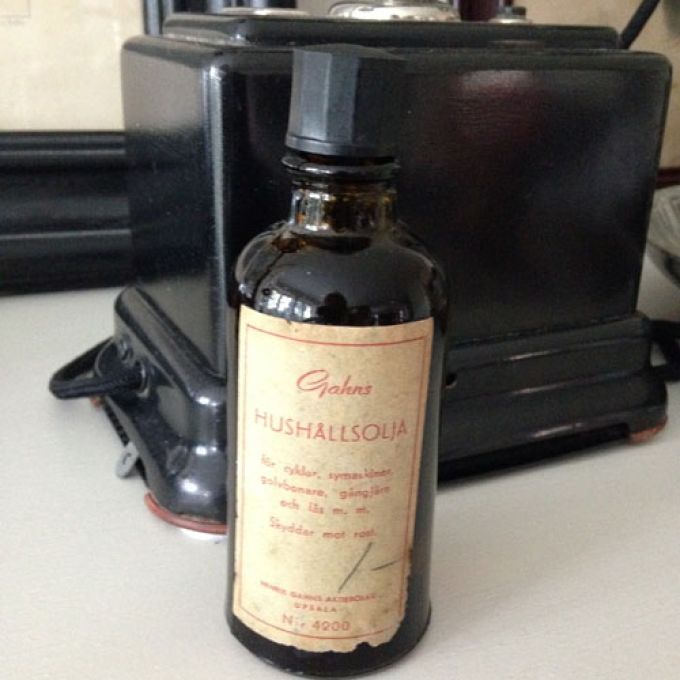 Gahns
HUSHÅLLSOLJA
för cyklar, symaskiner,
golvbonare, gångjärn
och lås m. m.
Skyddar mot rost.
/-
HENRIK GAHNS AKTIEBOLAG
UPSALA
N:r 4200